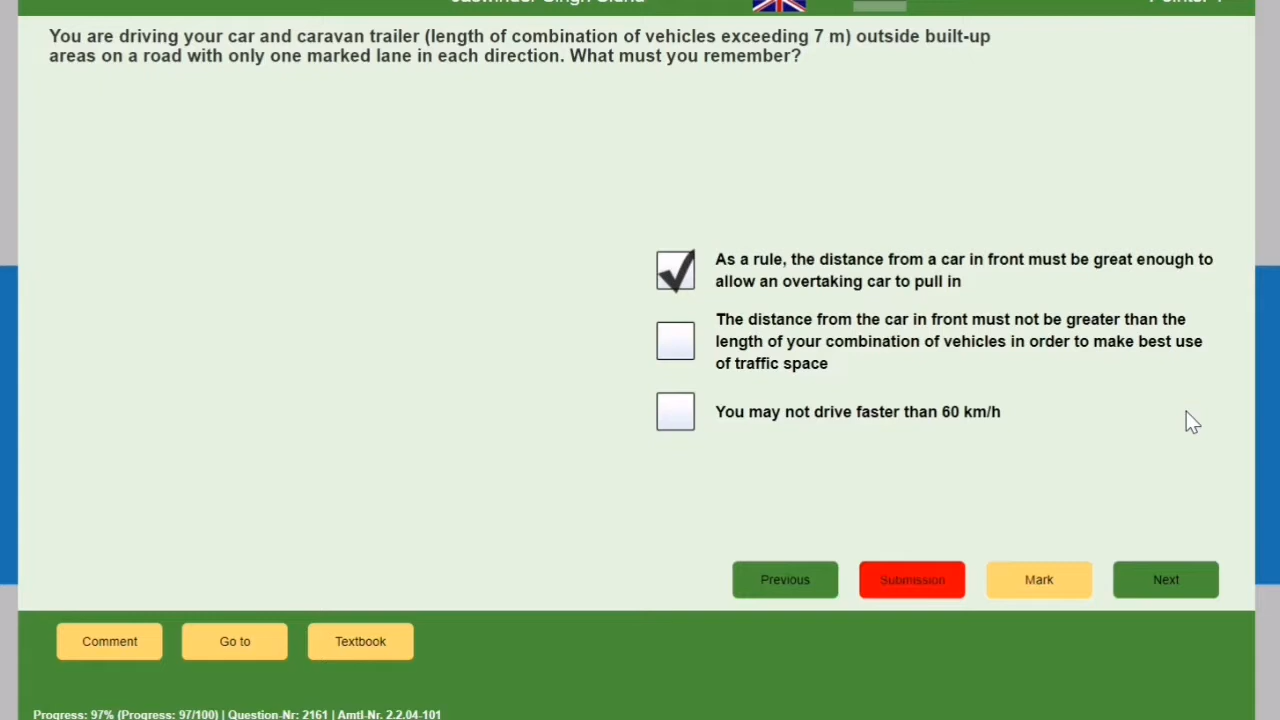 You are driving your car and caravan trailer (length of combination of vehicles exceeding 7 m) outside built-up
areas on a road with only one marked lane in each direction. What must you remember?
As a rule, the distance from a car in front must be great enough to
allow an overtaking car to pull in
The distance from the car in front must not be greater than the
length of your combination of vehicles in order to make best use
of traffic space
You may not drive faster than 60 km/h
Previous
Submission
Mark
Next
Comment
Go to
Textbook
Progress: 97% (Progress: 97/100) | Question-Nr: 2161 | Amtl-Nr. 2.2.04-101